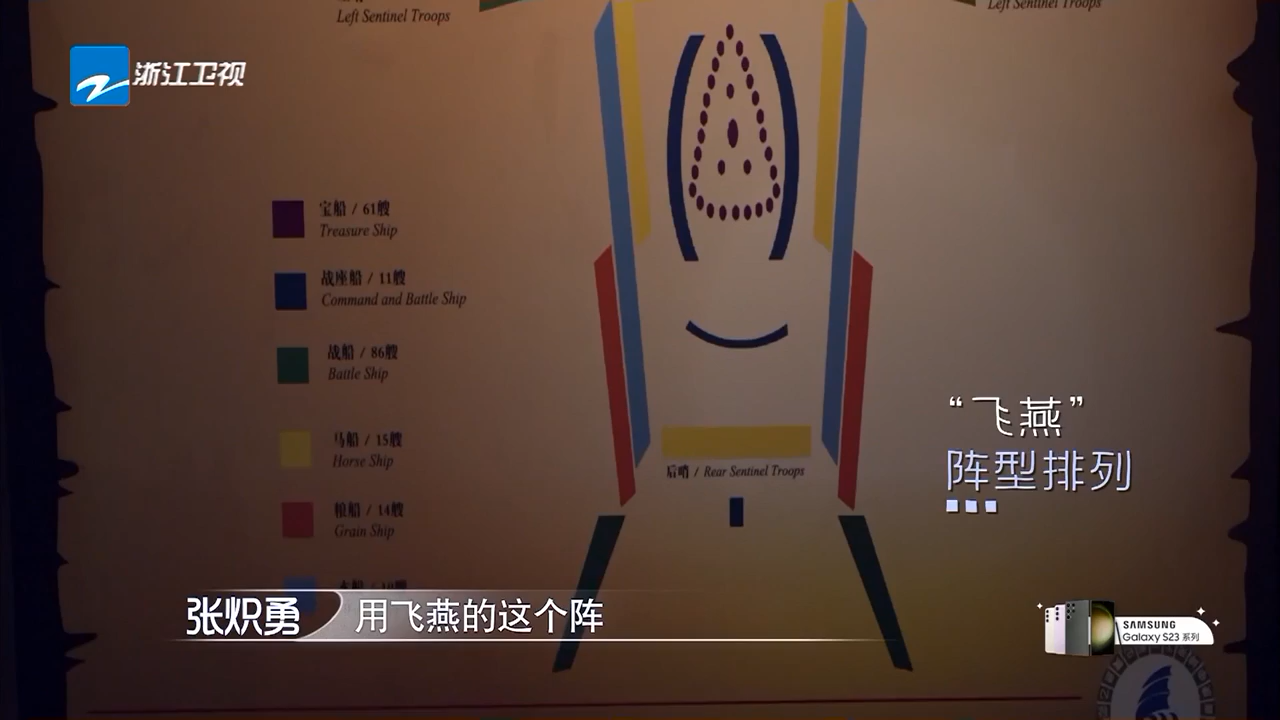 Left Sentinel Troops
Left Sentinel Troops
浙江卫视
宝船 / 61艘
Treasure Ship
战座船 / 11艘
Command and Battle Ship
战船 / 86艘
Battle Ship
马船 / 15艘
Horse Ship
粮船 / 14艘
Grain Ship
后哨 / Rear Sentinel Troops
“飞燕”
阵型排列
张炽勇
用飞燕的这个阵
SAMSUNG
Galaxy S23 系列